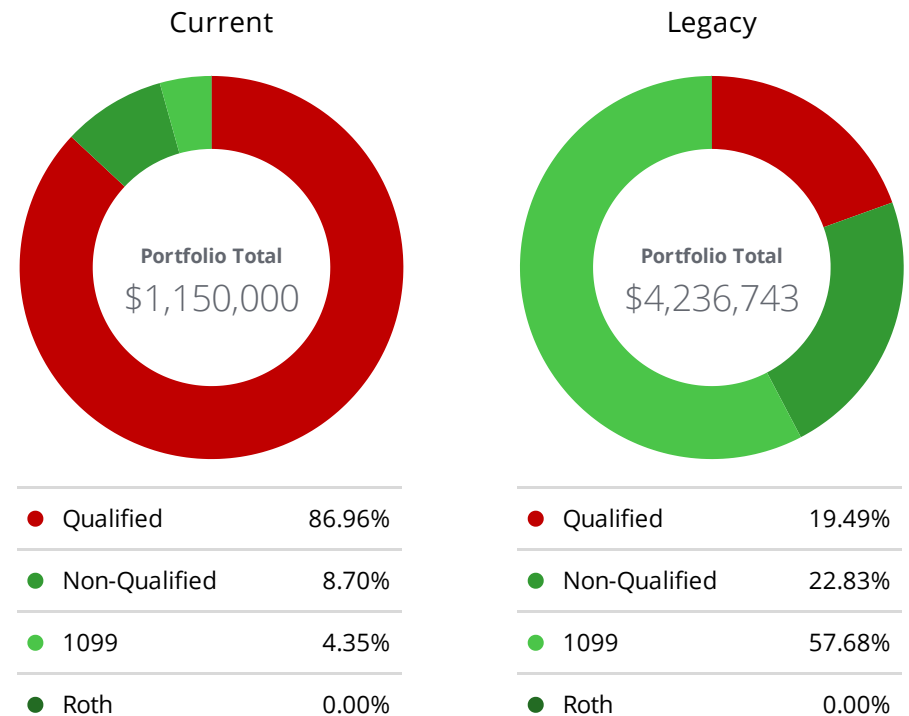 Current
Portfolio Total
$1,150,000
Qualified 86.96%
Non-Qualified 8.70%
1099 4.35%
Roth 0.00%
Legacy
Portfolio Total
$4,236,743
Qualified 19.49%
Non-Qualified 22.83%
1099 57.68%
Roth 0.00%